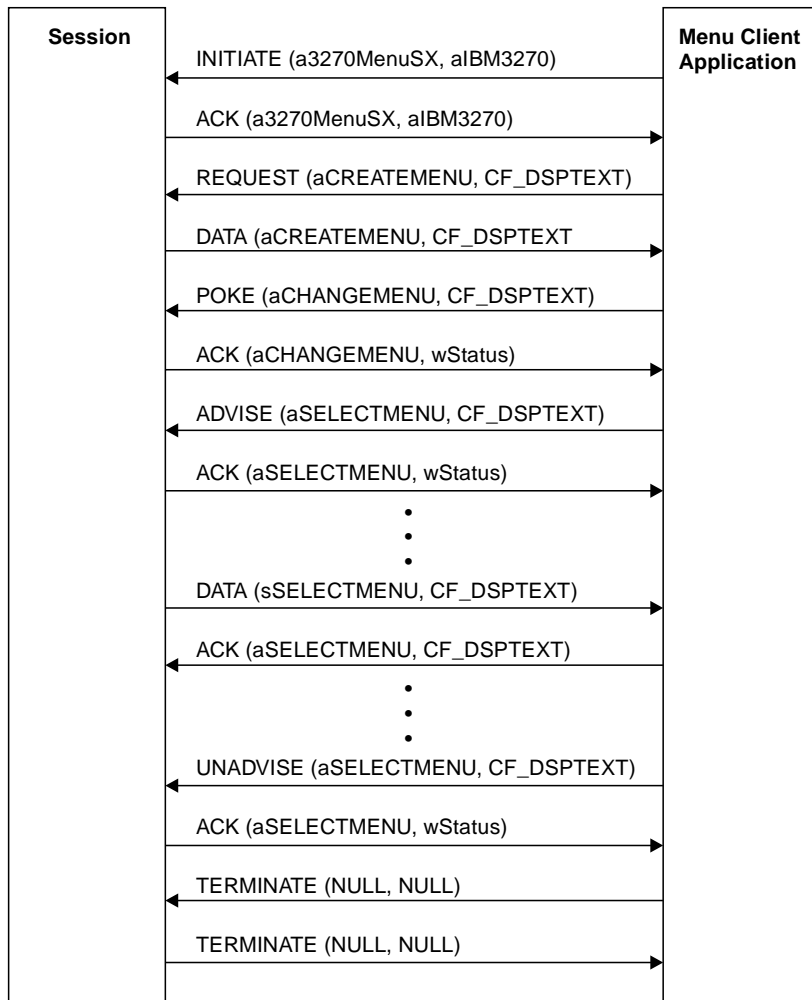 Session
Menu Client
Application
INITIATE (a3270MenuSX, aIBM3270)
ACK (a3270MenuSX, aIBM3270)
REQUEST (aCREATEMENU, CF_DSPTEXT)
DATA (aCREATEMENU, CF_DSPTEXT
POKE (aCHANGEMENU, CF_DSPTEXT)
ACK (aCHANGEMENU, wStatus)
ADVISE (aSELECTMENU, CF_DSPTEXT)
ACK (aSELECTMENU, wStatus)
DATA (sSELECTMENU, CF_DSPTEXT)
ACK (aSELECTMENU, CF_DSPTEXT)
UNADVISE (aSELECTMENU, CF_DSPTEXT)
ACK (aSELECTMENU, wStatus)
TERMINATE (NULL, NULL)
TERMINATE (NULL, NULL)